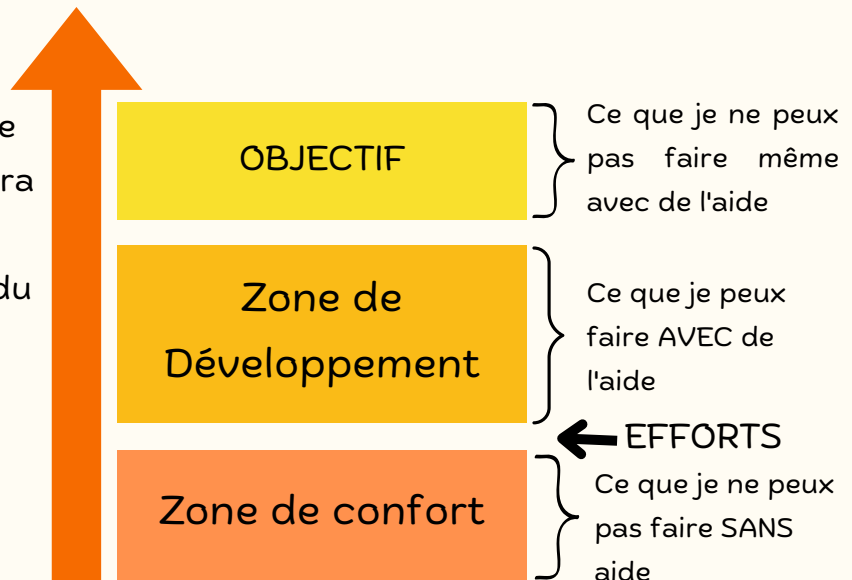 OBJECTIF
Ce que je ne peux
pas faire même
avec de l'aide
Zone de
Développement
Ce que je peux
faire AVEC de
l'aide
EFFORTS
Zone de confort
Ce que je ne peux
pas faire SANS
aide